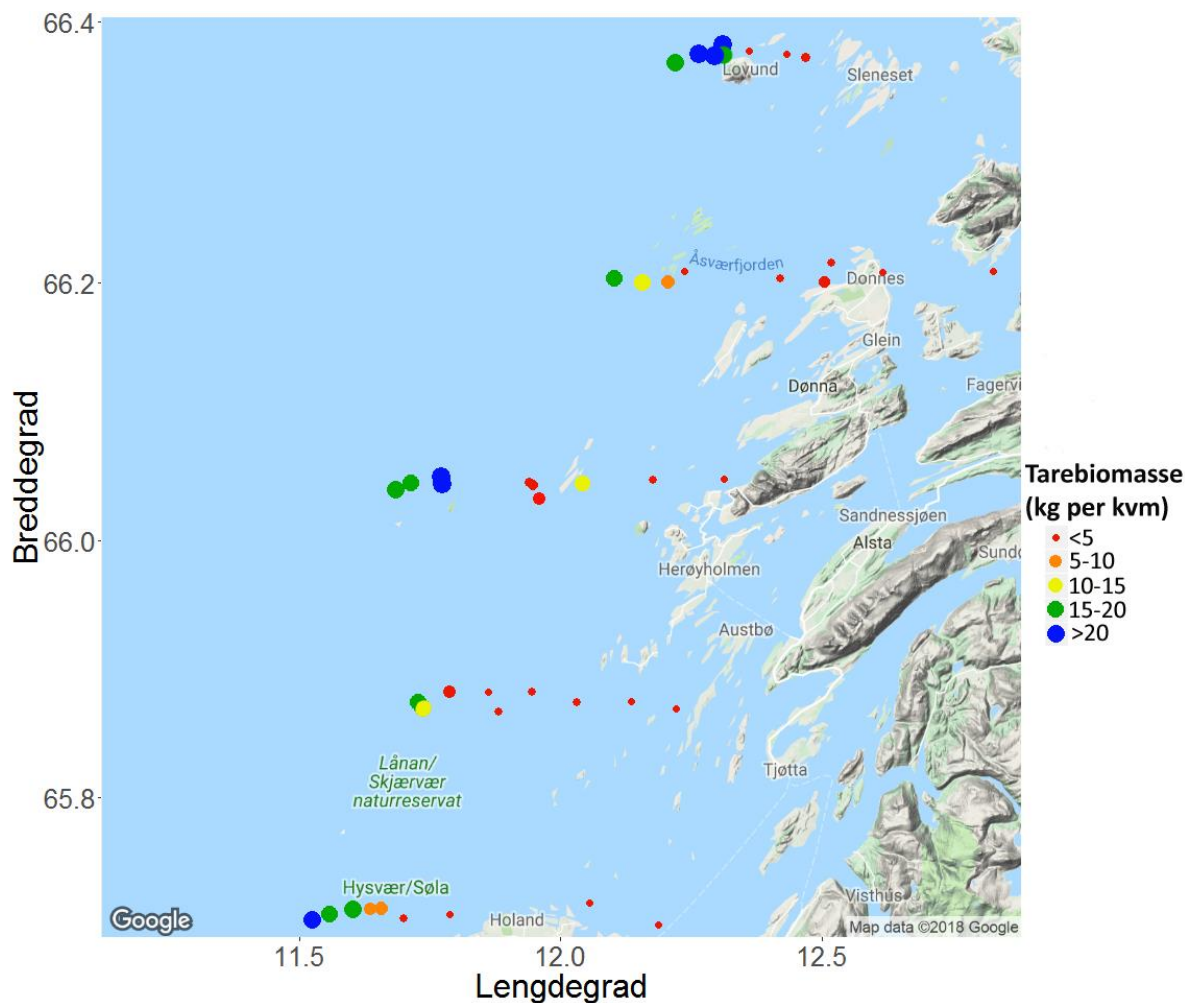 66.4
66.2
66.0
65.8
Breddegrad
11.5
12.0
12.5
Lengdegrad
Lovund
Sleneset
Åsværfjorden
Dønnes
Glein
Dønna
Fagervi
Sandnessjøen
Alsta
Herøyholmen
Austbø
Tjøtta
Lånan/
Skjærvær
naturreservat
Hysvær/Søla
Holand
Visthus
Google
Map data ©2018 Google
Tarebiomasse
(kg per kvm)
<5
5-10
10-15
15-20
>20